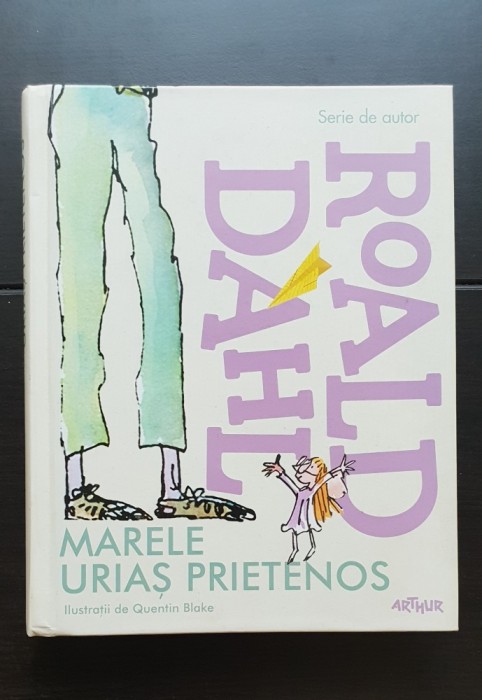 Serie de autor
ROALD
DAHL
MARELE
URIAȘ PRIETENOS
Ilustrații de Quentin Blake
ARTHUR